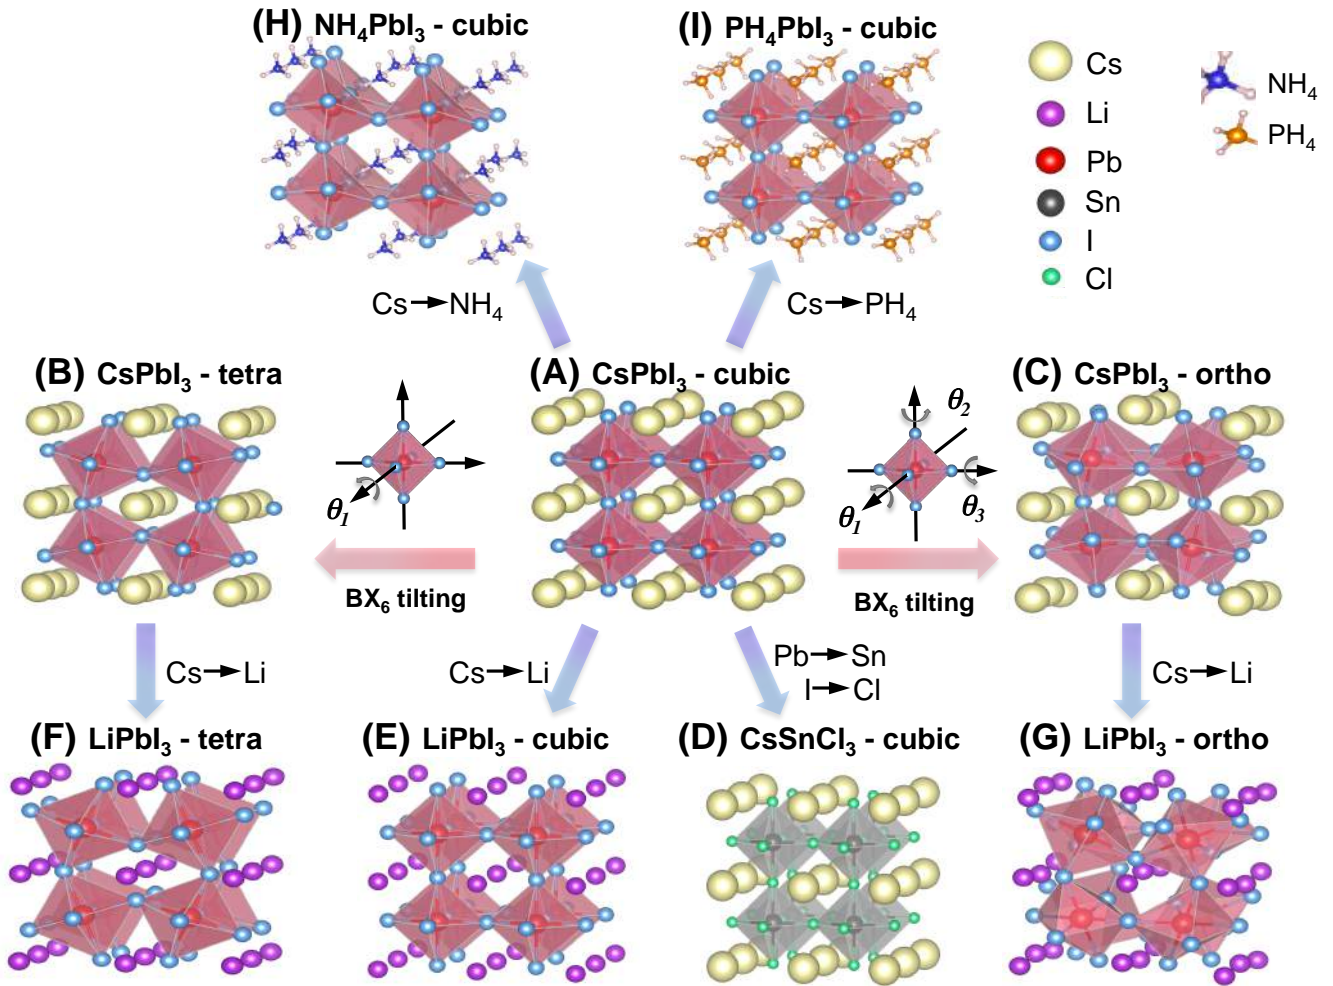 (H) NH₄PbI₃ - cubic
(I) PH₄PbI₃ - cubic
Cs
Li
Pb
Sn
I
Cl
NH₄
PH₄
Cs→NH₄
Cs→PH₄
(B) CsPbI₃ - tetra
(A) CsPbI₃ - cubic
(C) CsPbI₃ - ortho
θ₁
BX₆ tilting
θ₂
θ₁
θ₃
BX₆ tilting
Cs→Li
Cs→Li
Pb→Sn
I→Cl
Cs→Li
(F) LiPbI₃ - tetra
(E) LiPbI₃ - cubic
(D) CsSnCl₃ - cubic
(G) LiPbI₃ - ortho